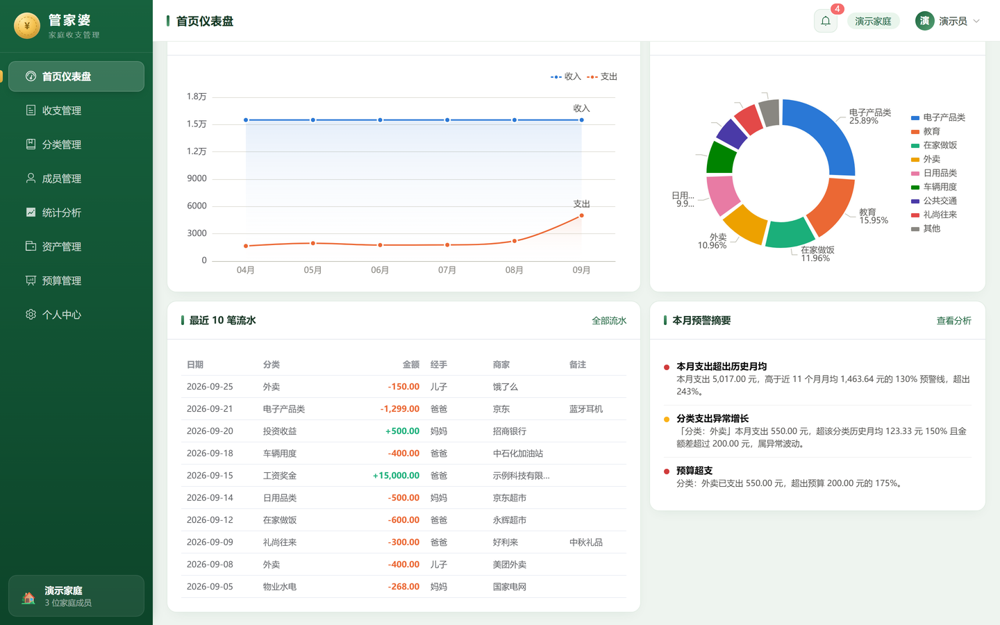 管家婆
家庭收支管理
首页仪表盘
收支管理
分类管理
成员管理
统计分析
资产管理
预算管理
个人中心
演示家庭
3 位家庭成员
首页仪表盘
4
演示家庭
演
演示员
收入 支出
1.8万
1.5万
1.2万
9000
6000
3000
0
收入
支出
04月 05月 06月 07月 08月 09月
电子产品类
25.89%
教育
15.95%
在家做饭
11.96%
外卖
10.96%
日用...
9.9...
电子产品类
教育
在家做饭
外卖
日用品类
车辆用度
公共交通
礼尚往来
其他
最近 10 笔流水 全部流水
日期 分类 金额 经手 商家 备注
2026-09-25 外卖 -150.00 儿子 饿了么
2026-09-21 电子产品类 -1,299.00 爸爸 京东 蓝牙耳机
2026-09-20 投资收益 +500.00 妈妈 招商银行
2026-09-18 车辆用度 -400.00 爸爸 中石化加油站
2026-09-15 工资奖金 +15,000.00 爸爸 示例科技有限...
2026-09-14 日用品类 -500.00 妈妈 京东超市
2026-09-12 在家做饭 -600.00 爸爸 永辉超市
2026-09-09 礼尚往来 -300.00 爸爸 好利来 中秋礼品
2026-09-08 外卖 -400.00 儿子 美团外卖
2026-09-05 物业水电 -268.00 妈妈 国家电网
本月预警摘要 查看分析
本月支出超出历史月均
本月支出 5,017.00 元，高于近 11 个月月均 1,463.64 元的 130% 预警线，超出
243%。
分类支出异常增长
「分类：外卖」本月支出 550.00 元，超该分类历史月均 123.33 元 150% 且金
额差超过 200.00 元，属异常波动。
预算超支
分类：外卖已支出 550.00 元，超出预算 200.00 元的 175%。